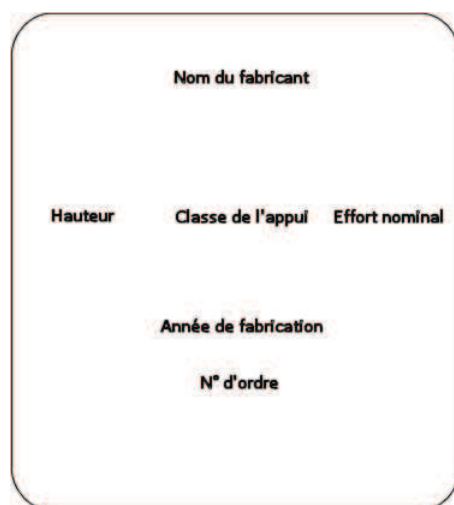 Nom du fabricant
Hauteur Classe de l'appui Effort nominal
Année de fabrication
N° d'ordre